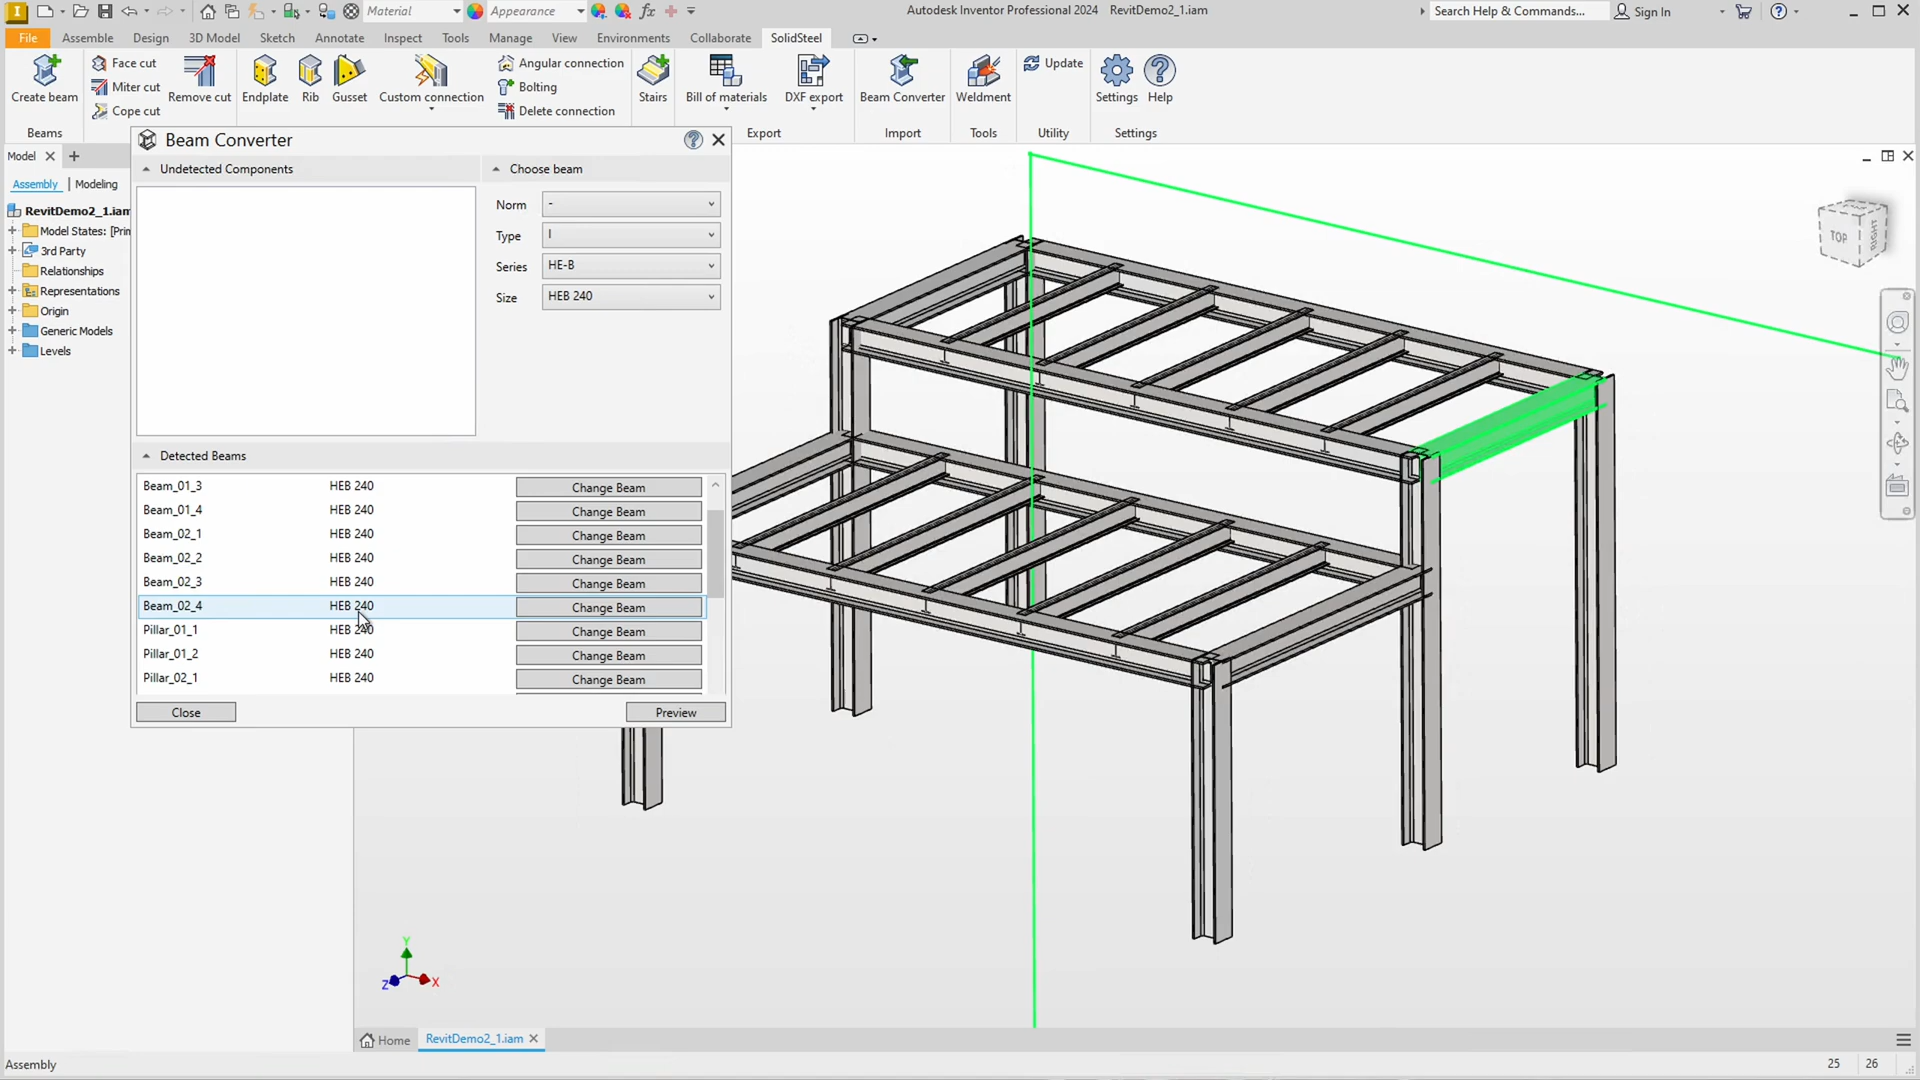 Material
Appearance
fx
Autodesk Inventor Professional 2024 RevitDemo2_1.iam
Search Help & Commands...
Sign In
File
Assemble
Design
3D Model
Sketch
Annotate
Inspect
Tools
Manage
View
Environments
Collaborate
SolidSteel
Create beam
Face cut
Miter cut
Cope cut
Remove cut
Endplate
Rib
Gusset
Custom connection
Angular connection
Bolting
Delete connection
Stairs
Bill of materials
DXF export
Beam Converter
Weldment
Update
Settings
Help
Beams
Export
Import
Tools
Utility
Settings
Model
Assembly
Modeling
RevitDemo2_1.iam
Model States: [Prin
3rd Party
Relationships
Representations
Origin
Generic Models
Levels
Beam Converter
Undetected Components
Choose beam
Norm -
Type I
Series HE-B
Size HEB 240
Detected Beams
Beam_01_3 HEB 240 Change Beam
Beam_01_4 HEB 240 Change Beam
Beam_02_1 HEB 240 Change Beam
Beam_02_2 HEB 240 Change Beam
Beam_02_3 HEB 240 Change Beam
Beam_02_4 HEB 240 Change Beam
Pillar_01_1 HEB 240 Change Beam
Pillar_01_2 HEB 240 Change Beam
Pillar_02_1 HEB 240 Change Beam
Close
Preview
TOP
RIGHT
Y
Z
X
Home
RevitDemo2_1.iam
Assembly
25 26